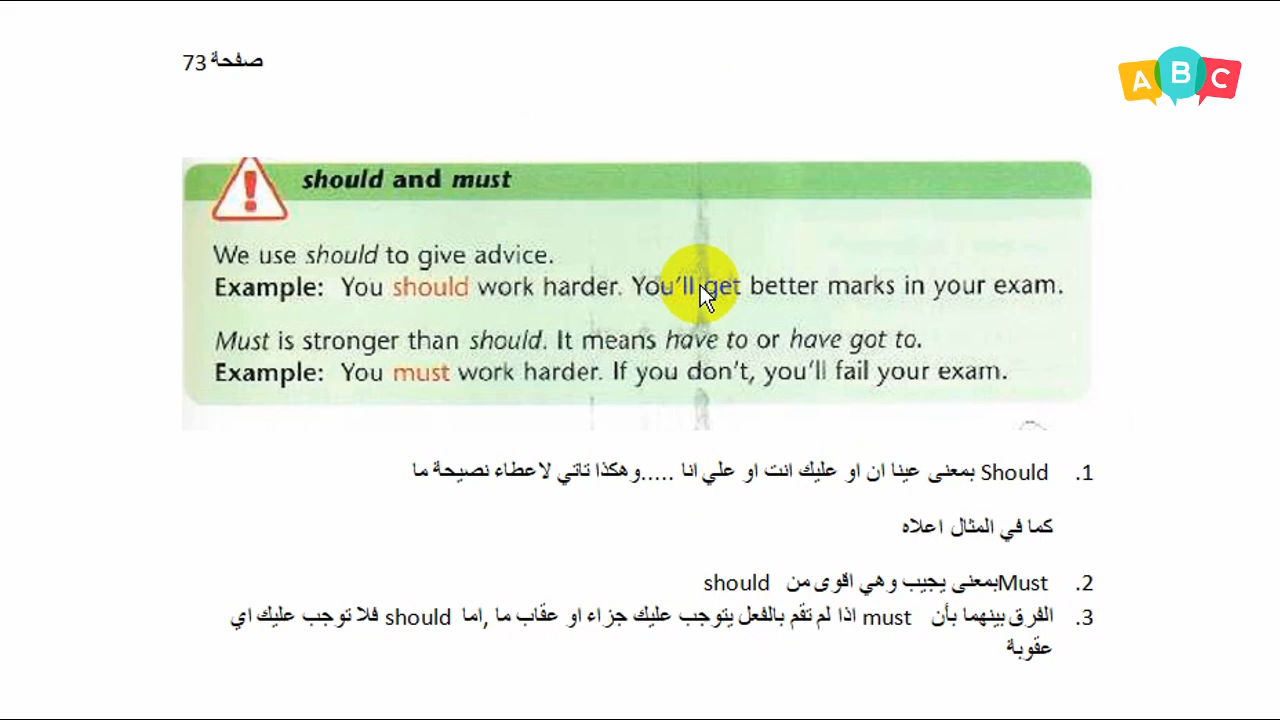 صفحة 73
A B C
should and must
We use should to give advice.
Example: You should work harder. You'll get better marks in your exam.
Must is stronger than should. It means have to or have got to.
Example: You must work harder. If you don't, you'll fail your exam.
1. Should بمعنى عينا ان او عليك انت او علي انا .....وهكذا تاتي لاعطاء نصيحة ما
كما في المثال اعلاه
2. Mustبمعنى يجيب وهي اقوى من should
3. الفرق بينهما بأن must اذا لم تقم بالفعل يتوجب عليك جزاء او عقاب ما ,اما should فلا توجب عليك اي
عقوبة